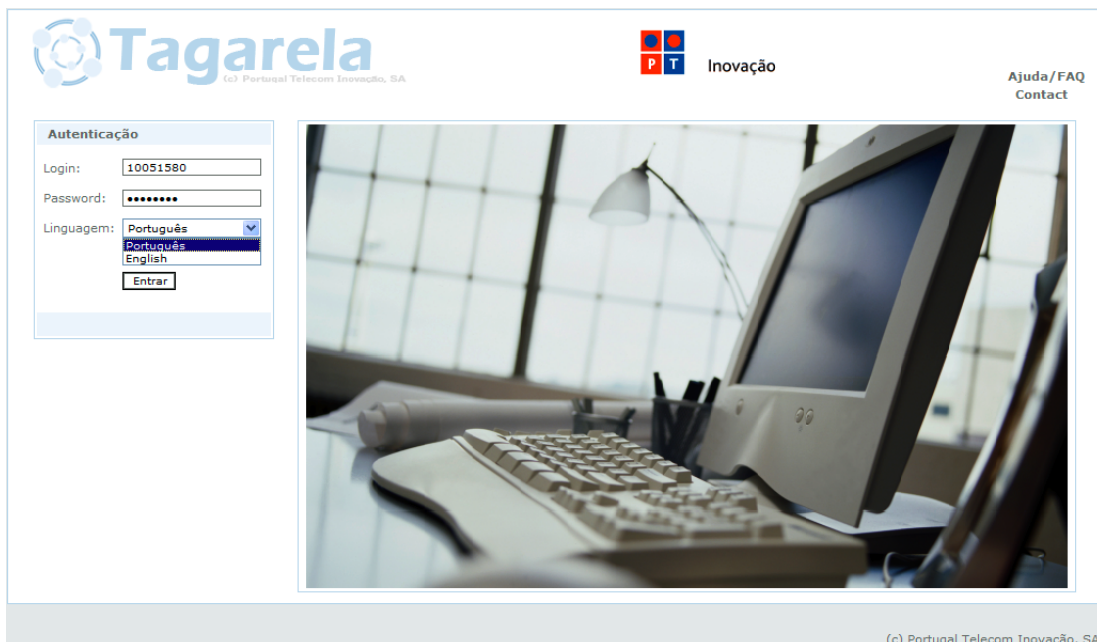 Tagarela
(c) Portugal Telecom Inovação, SA
P T Inovação
Ajuda/FAQ
Contact
Autenticação
Login: 10051580
Password: ••••••••
Linguagem: Português
Português
English
Entrar
(c) Portugal Telecom Inovação, SA